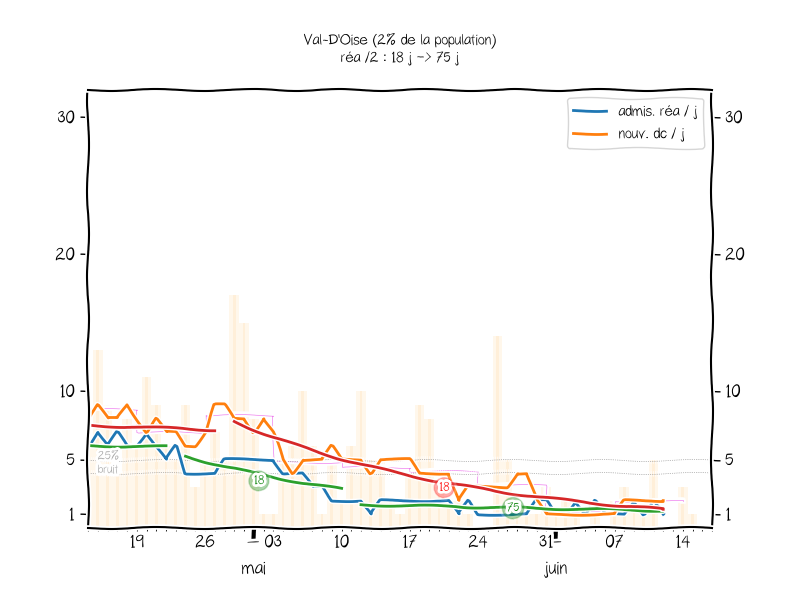 Val-D'Oise (2% de la population)
réa /2 : 18 j -> 75 j
admis. réa / j
nouv. dc / j
30
30
20
20
10
10
5
5
25%
bruit
18
18
75
1
1
19 26 03 10 17 24 31 07 14
mai juin